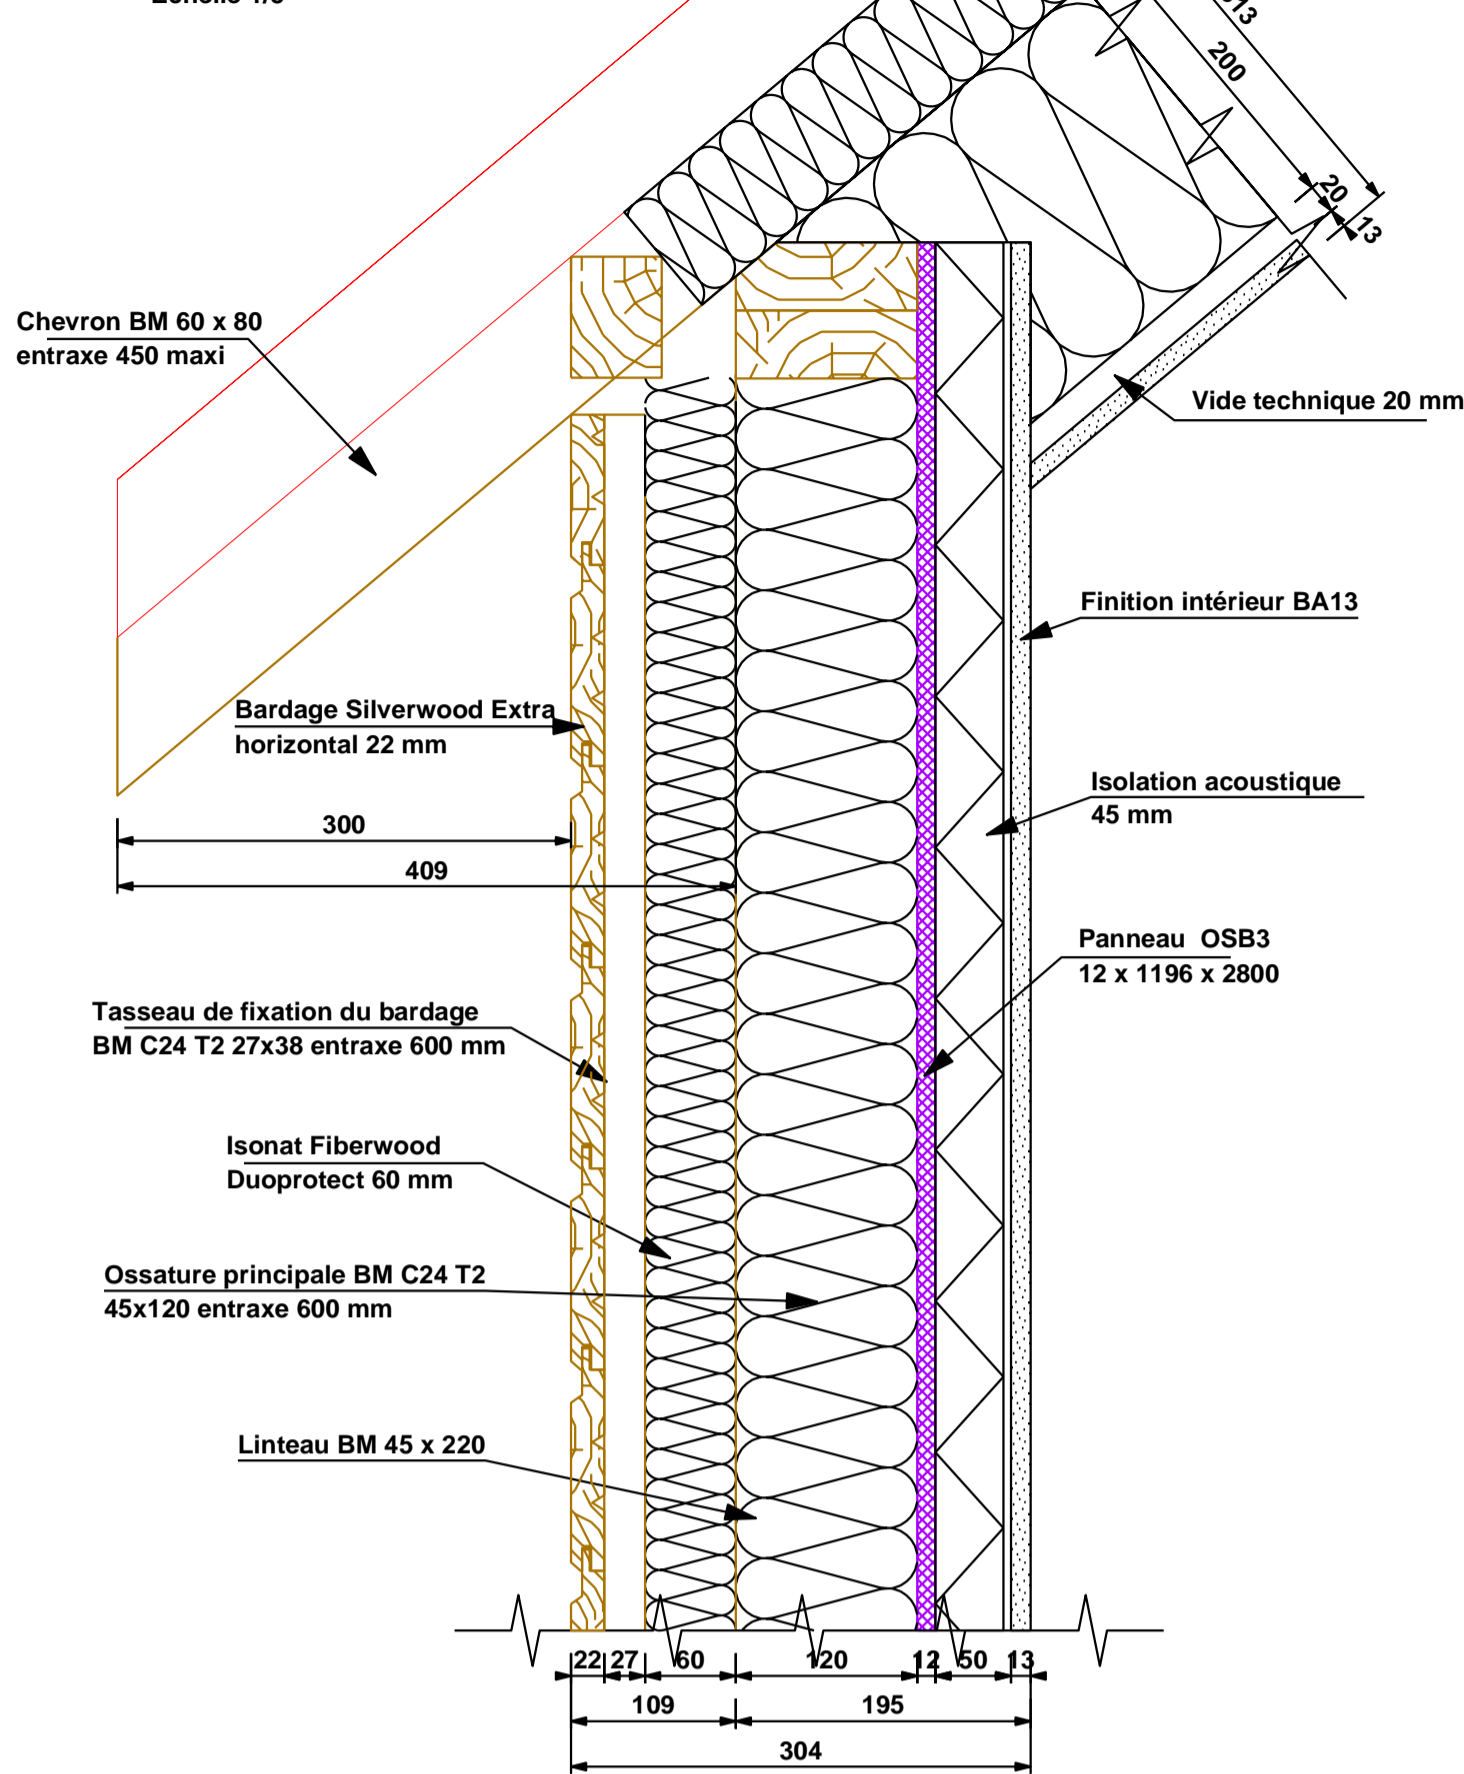 313
200
20
13
Chevron BM 60 x 80
entraxe 450 maxi
Vide technique 20 mm
Finition intérieur BA13
Bardage Silverwood Extra
horizontal 22 mm
Isolation acoustique
45 mm
300
409
Panneau OSB3
12 x 1196 x 2800
Tasseau de fixation du bardage
BM C24 T2 27x38 entraxe 600 mm
Isonat Fiberwood
Duoprotect 60 mm
Ossature principale BM C24 T2
45x120 entraxe 600 mm
Linteau BM 45 x 220
22 27 60 120 12 50 13
109 195
304